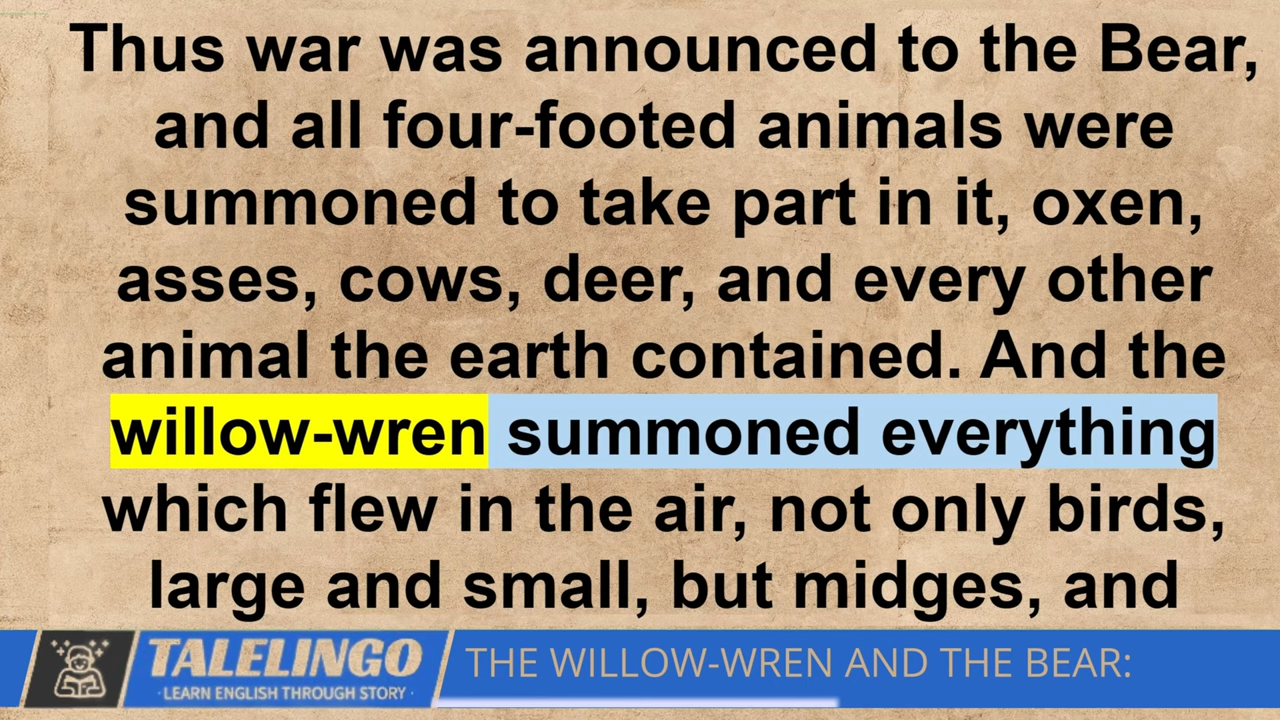 Thus war was announced to the Bear,
and all four-footed animals were
summoned to take part in it, oxen,
asses, cows, deer, and every other
animal the earth contained. And the
willow-wren summoned everything
which flew in the air, not only birds,
large and small, but midges, and
TALELINGO
· LEARN ENGLISH THROUGH STORY ·
THE WILLOW-WREN AND THE BEAR: